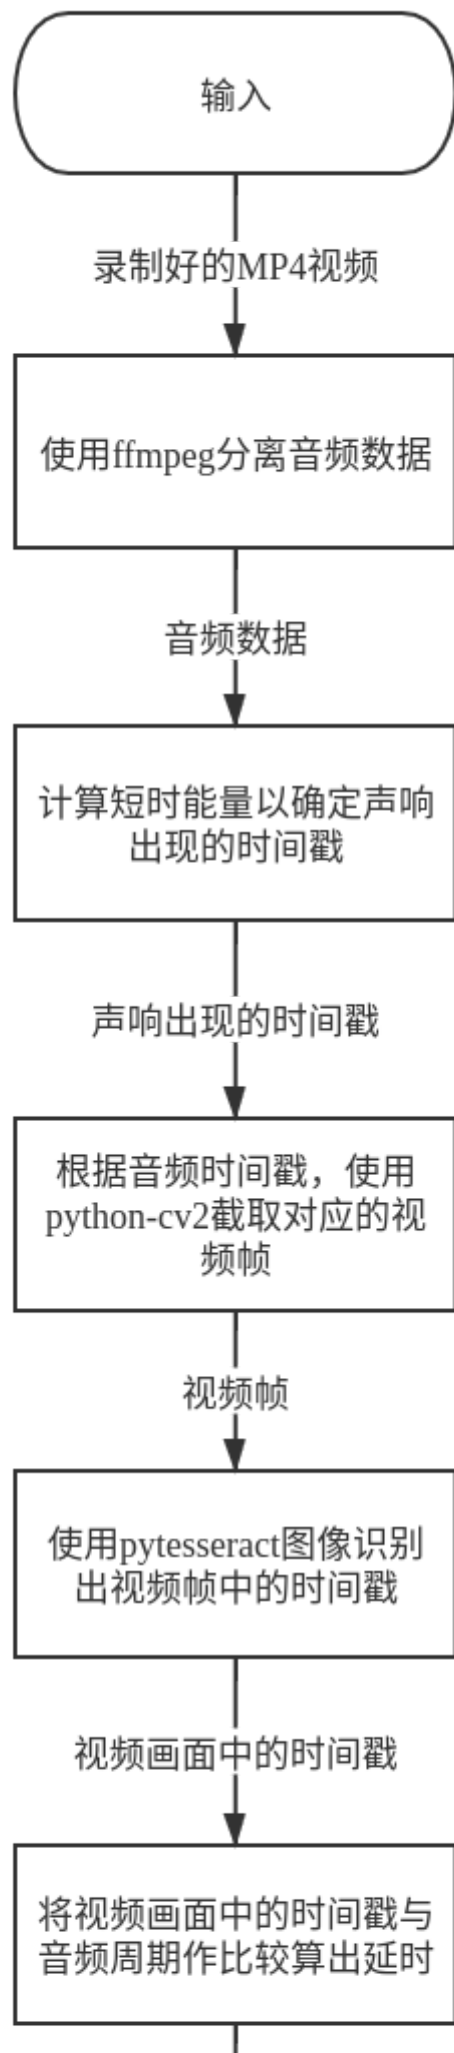 输入
录制好的MP4视频
使用ffmpeg分离音频数据
音频数据
计算短时能量以确定声响
出现的时间戳
声响出现的时间戳
根据音频时间戳，使用
python-cv2截取对应的视
频帧
视频帧
使用pytesseract图像识别
出视频帧中的时间戳
视频画面中的时间戳
将视频画面中的时间戳与
音频周期作比较算出延时